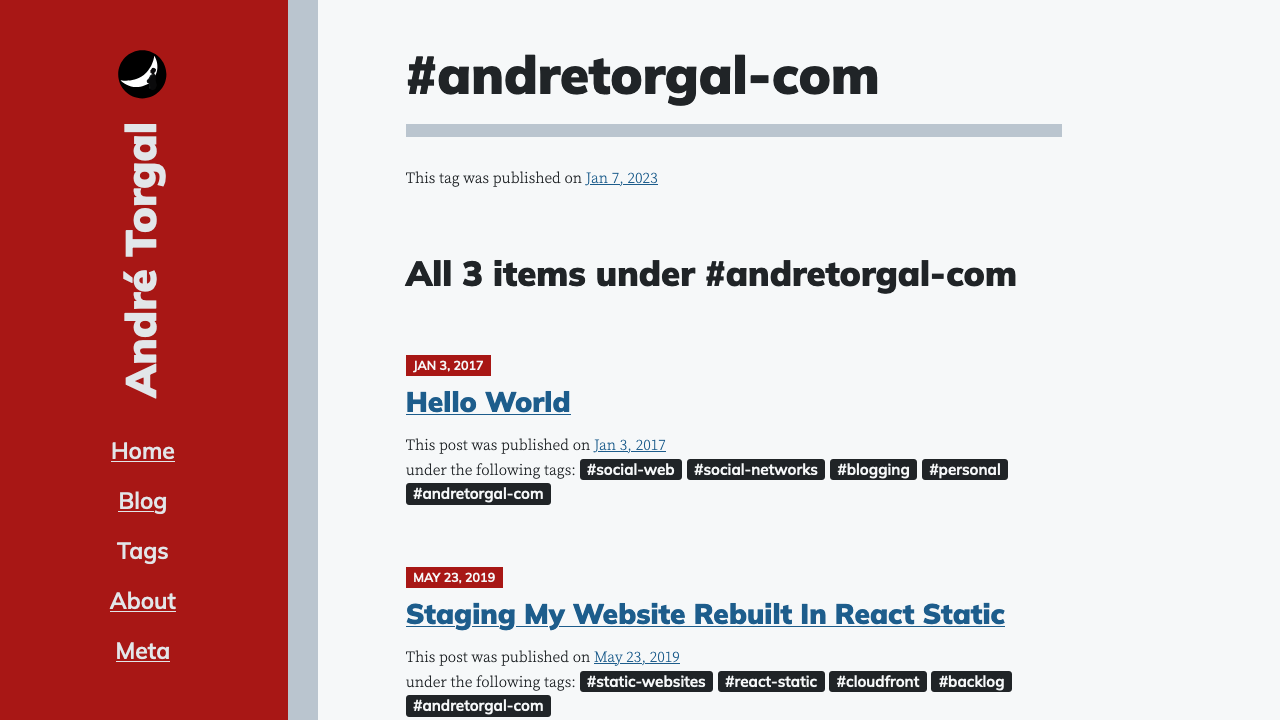 André Torgal
Home
Blog
Tags
About
Meta
#andretorgal-com
This tag was published on Jan 7, 2023
All 3 items under #andretorgal-com
JAN 3, 2017
Hello World
This post was published on Jan 3, 2017
under the following tags: #social-web #social-networks #blogging #personal
#andretorgal-com
MAY 23, 2019
Staging My Website Rebuilt In React Static
This post was published on May 23, 2019
under the following tags: #static-websites #react-static #cloudfront #backlog
#andretorgal-com